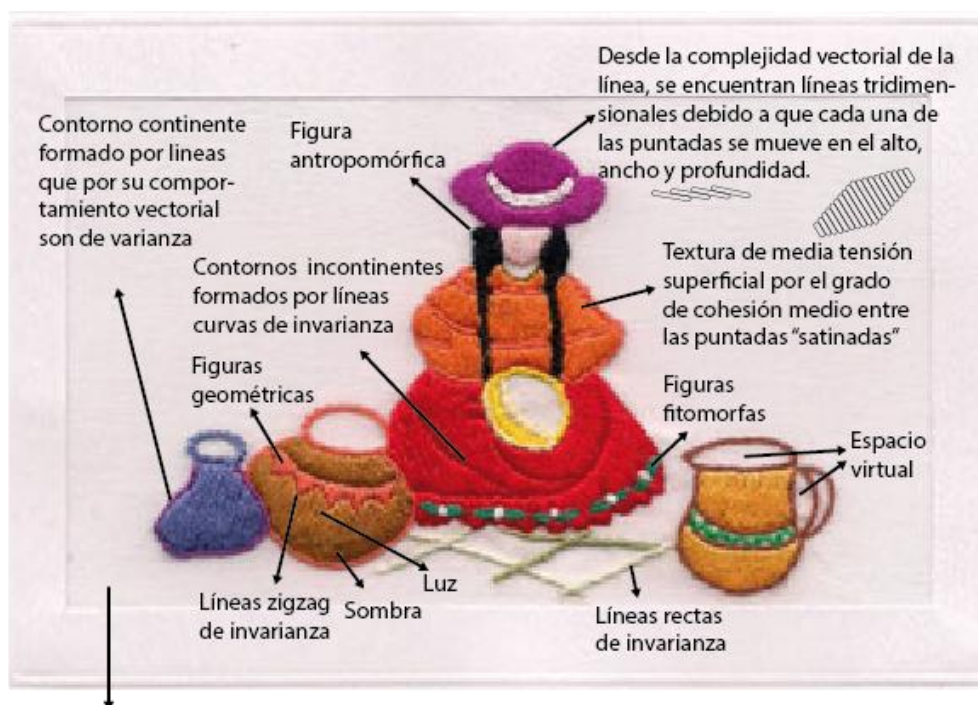 Desde la complejidad vectorial de la
línea, se encuentran líneas tridimen-
sionales debido a que cada una de
las puntadas se mueve en el alto,
ancho y profundidad.
Contorno continente
formado por lineas
que por su compor-
tamiento vectorial
son de varianza
Figura
antropomórfica
Contornos incontinentes
formados por líneas
curvas de invarianza
Textura de media tensión
superficial por el grado
de cohesión medio entre
las puntadas "satinadas"
Figuras
geométricas
Figuras
fitomorfas
Espacio
virtual
Líneas zigzag
de invarianza
Sombra
Luz
Líneas rectas
de invarianza